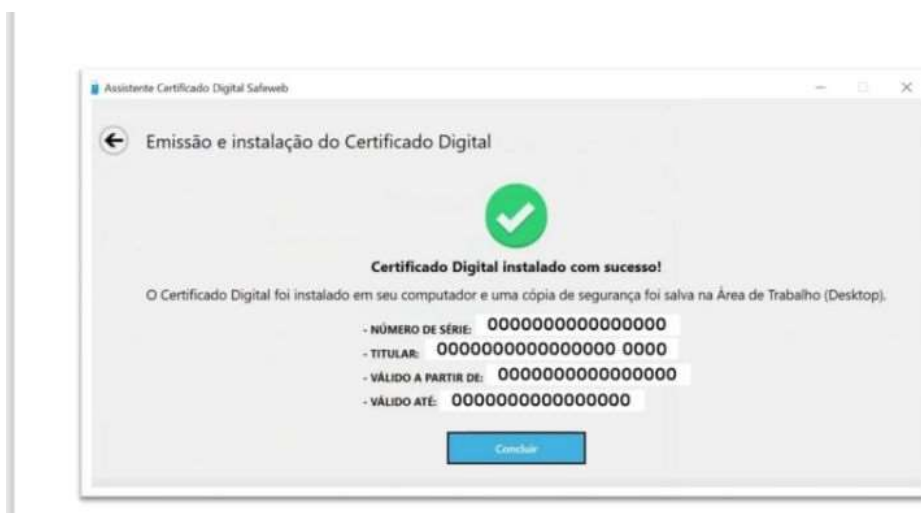 Assistente Certificado Digital Safeweb
Emissão e instalação do Certificado Digital
Certificado Digital instalado com sucesso!
O Certificado Digital foi instalado em seu computador e uma cópia de segurança foi salva na Área de Trabalho (Desktop).
- NÚMERO DE SÉRIE: 0000000000000000
- TITULAR: 0000000000000000 0000
- VÁLIDO A PARTIR DE: 0000000000000000
- VÁLIDO ATÉ: 0000000000000000
Concluir